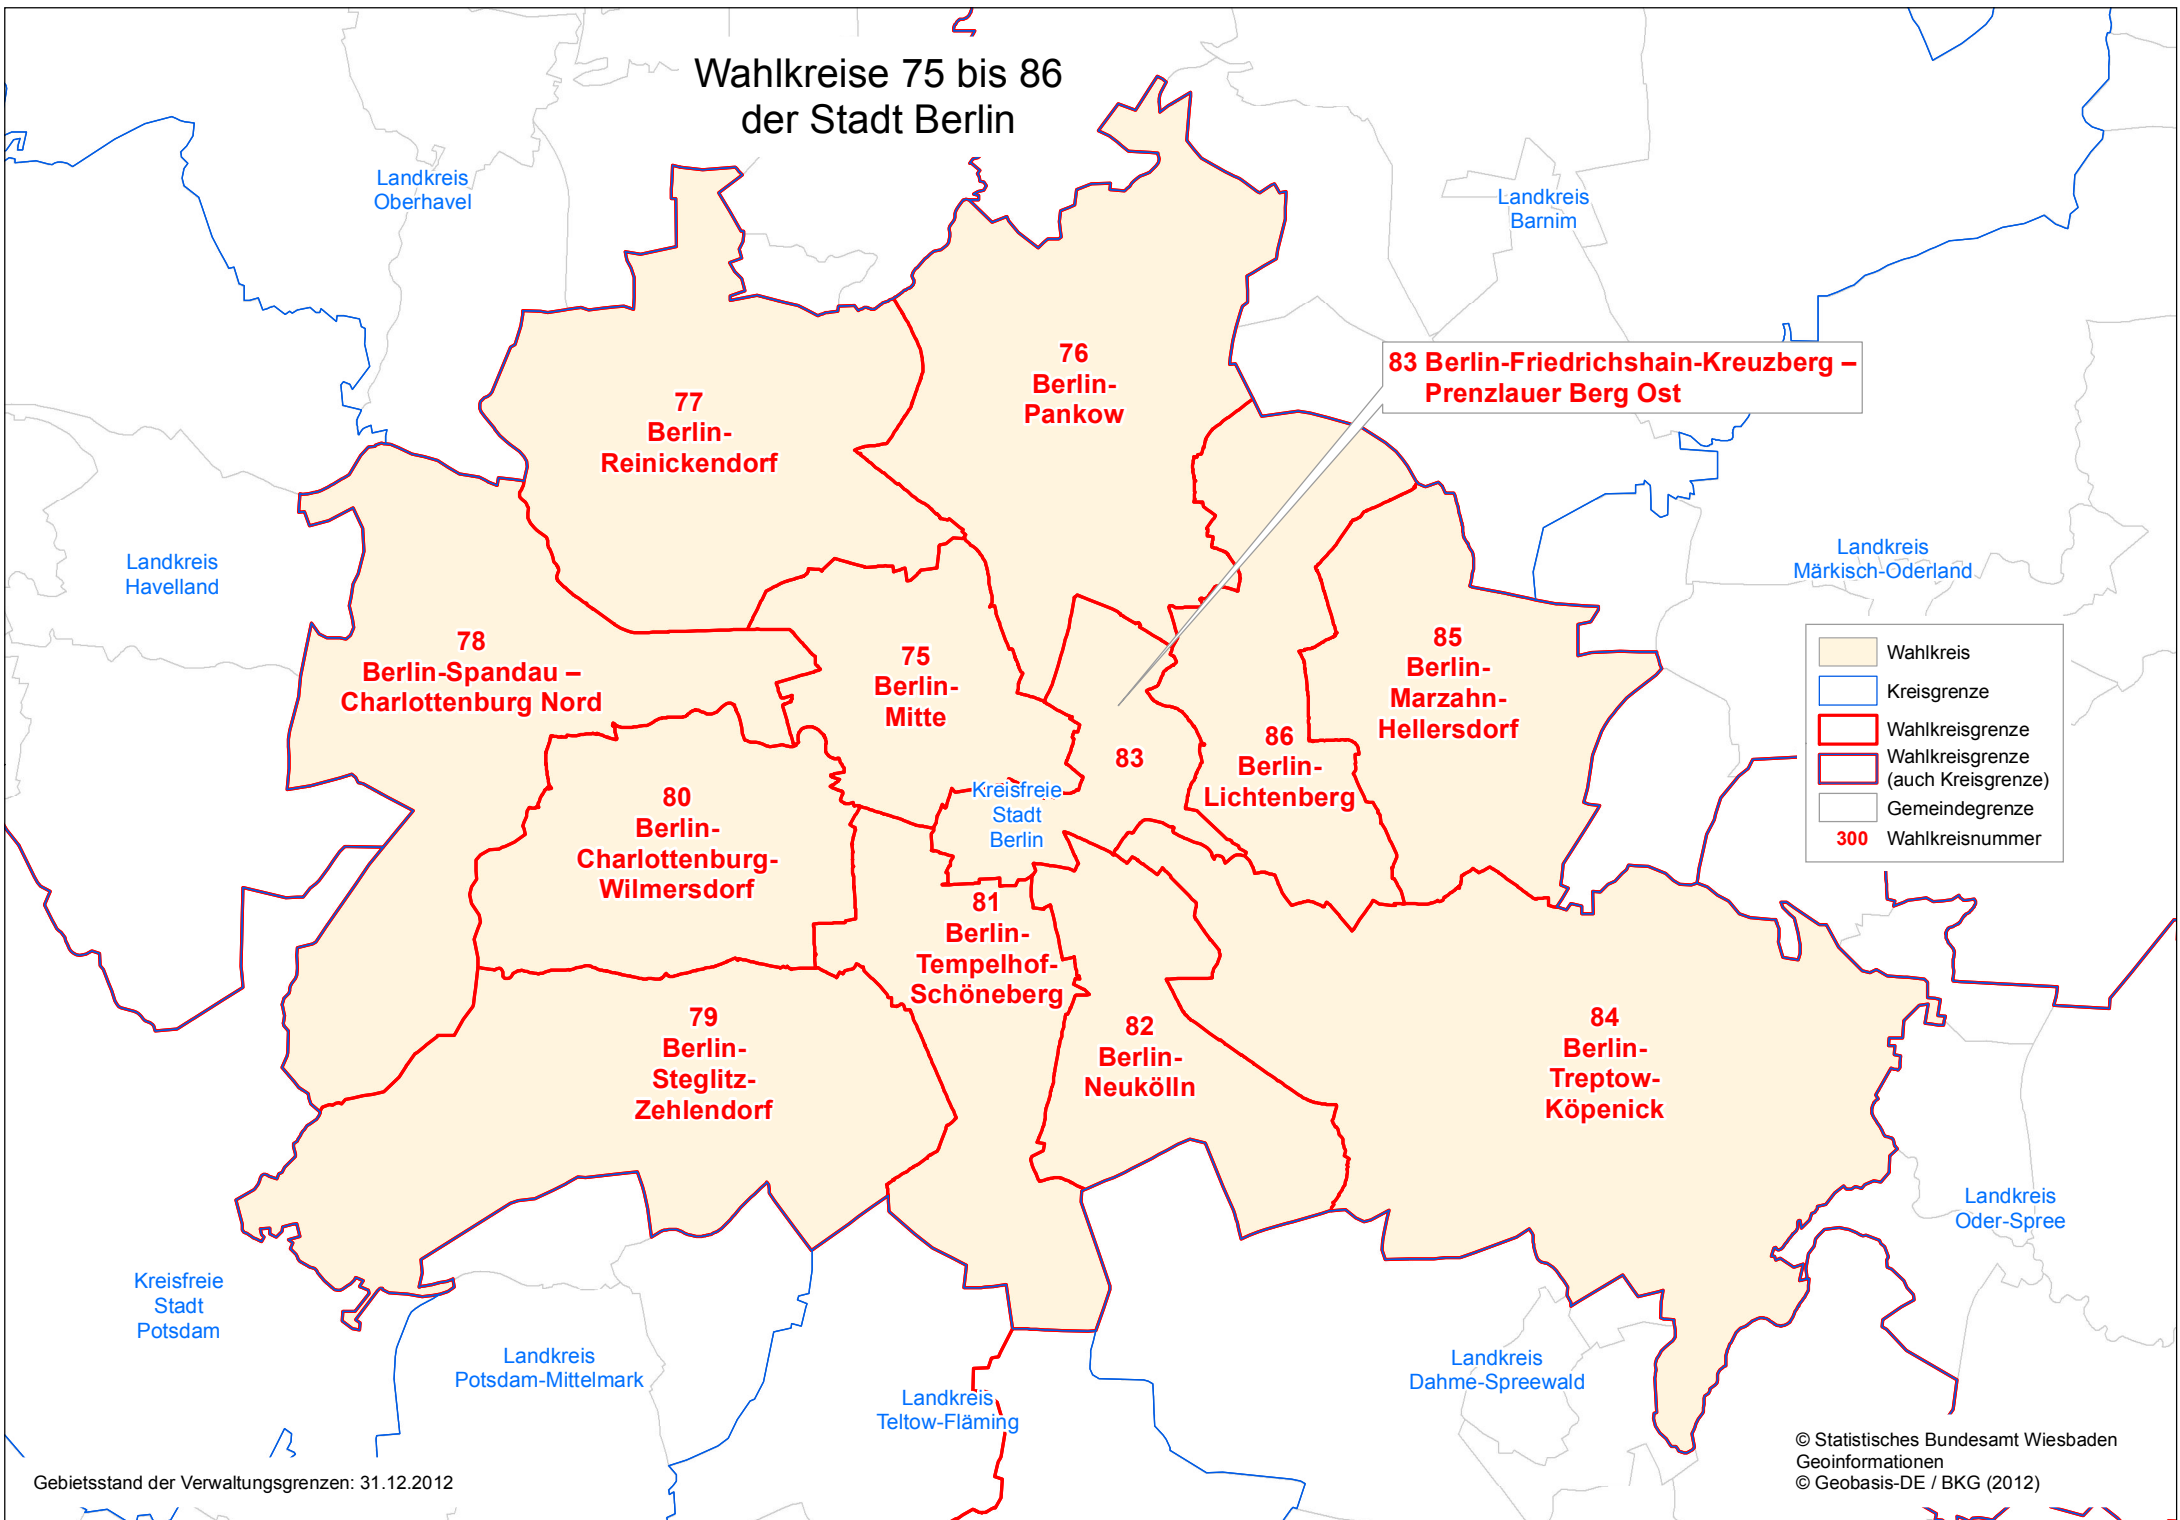 Wahlkreise 75 bis 86
der Stadt Berlin
Landkreis
Oberhavel
Landkreis
Barnim
76
Berlin-
Pankow
83 Berlin-Friedrichshain-Kreuzberg –
Prenzlauer Berg Ost
77
Berlin-
Reinickendorf
Landkreis
Havelland
Landkreis
Märkisch-Oderland
78
Berlin-Spandau –
Charlottenburg Nord
75
Berlin-
Mitte
85
Berlin-
Marzahn-
Hellersdorf
Wahlkreis
Kreisgrenze
Wahlkreisgrenze
Wahlkreisgrenze
(auch Kreisgrenze)
Gemeindegrenze
300 Wahlkreisnummer
83
86
Berlin-
Lichtenberg
Kreisfreie
Stadt
Berlin
80
Berlin-
Charlottenburg-
Wilmersdorf
81
Berlin-
Tempelhof-
Schöneberg
79
Berlin-
Steglitz-
Zehlendorf
82
Berlin-
Neukölln
84
Berlin-
Treptow-
Köpenick
Landkreis
Oder-Spree
Kreisfreie
Stadt
Potsdam
Landkreis
Potsdam-Mittelmark
Landkreis
Teltow-Fläming
Landkreis
Dahme-Spreewald
Gebietsstand der Verwaltungsgrenzen: 31.12.2012
© Statistisches Bundesamt Wiesbaden
Geoinformationen
© Geobasis-DE / BKG (2012)